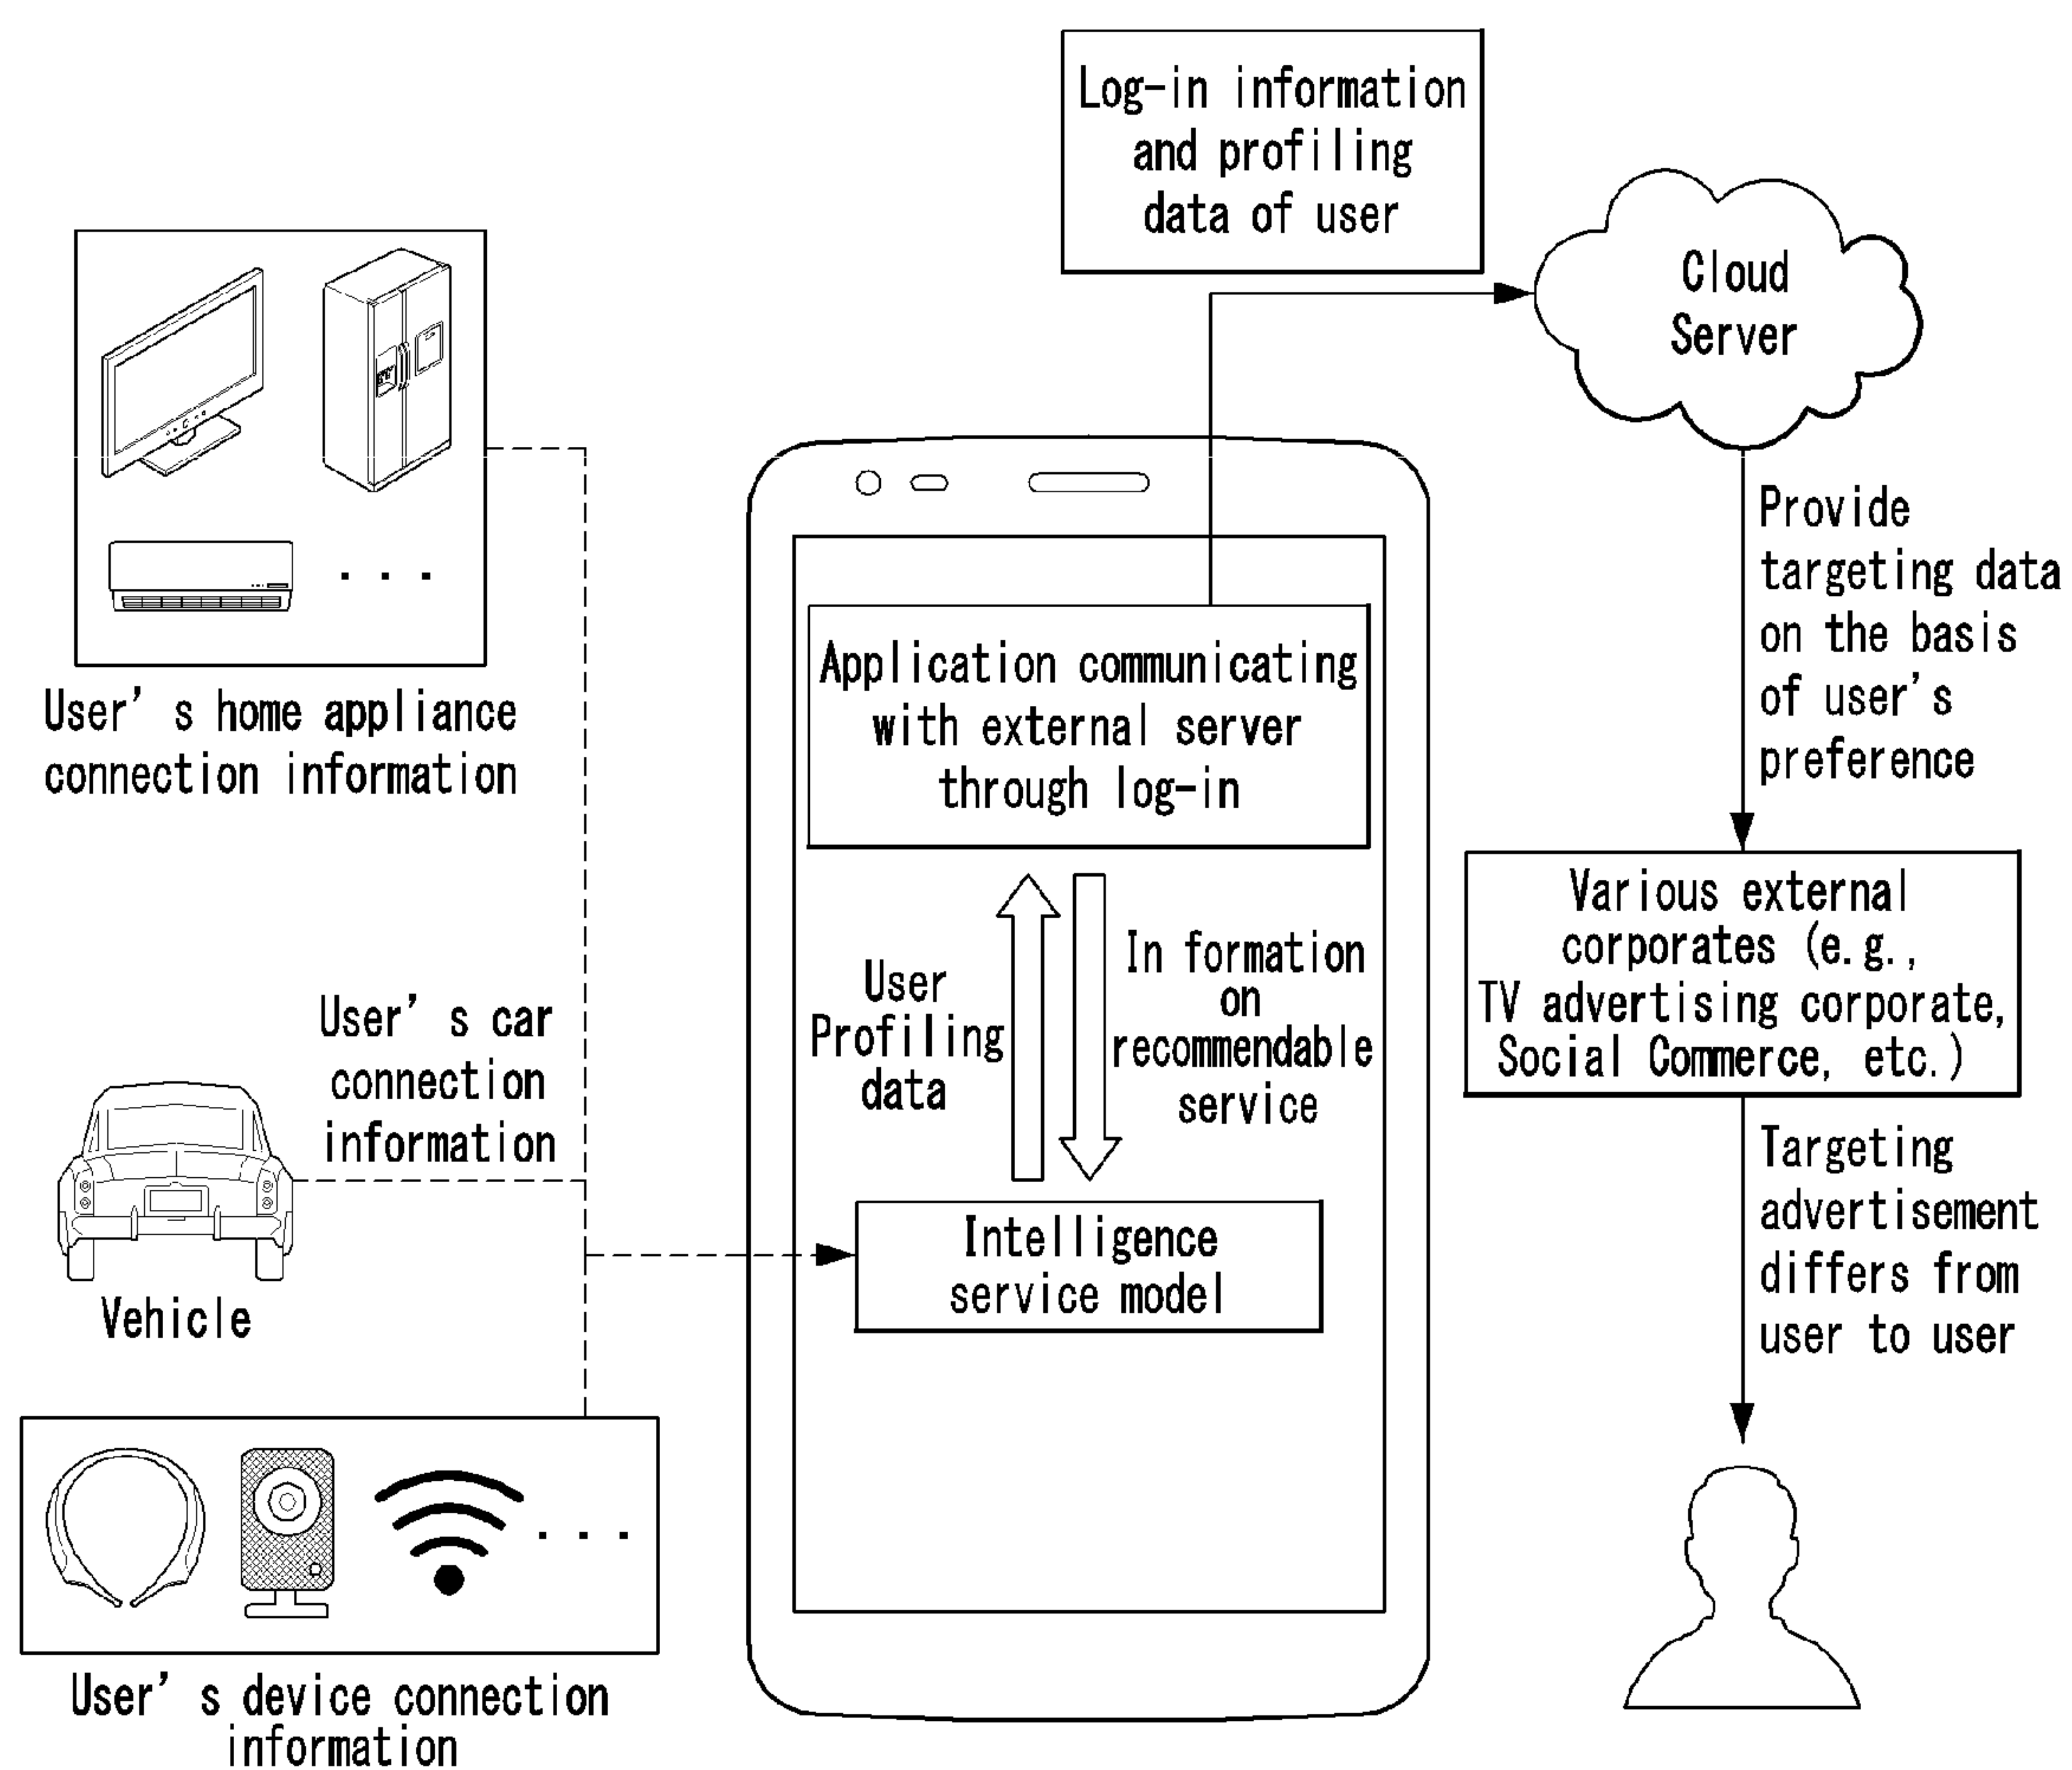 Log-in information
and profiling
data of user
Cloud
Server
User's home appliance
connection information
Provide
targeting data
on the basis
of user's
preference
Application communicating
with external server
through log-in
User
Profiling
data
In formation
on
recommendable
service
Various external
corporates (e.g.,
TV advertising corporate,
Social Commerce, etc.)
User's car
connection
information
Vehicle
Intelligence
service model
Targeting
advertisement
differs from
user to user
User's device connection
information